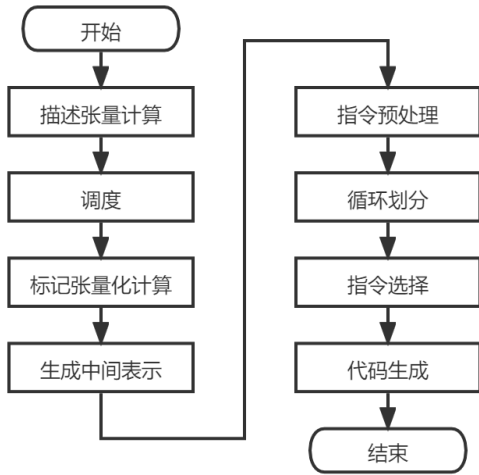 开始
描述张量计算
调度
标记张量化计算
生成中间表示
指令预处理
循环划分
指令选择
代码生成
结束